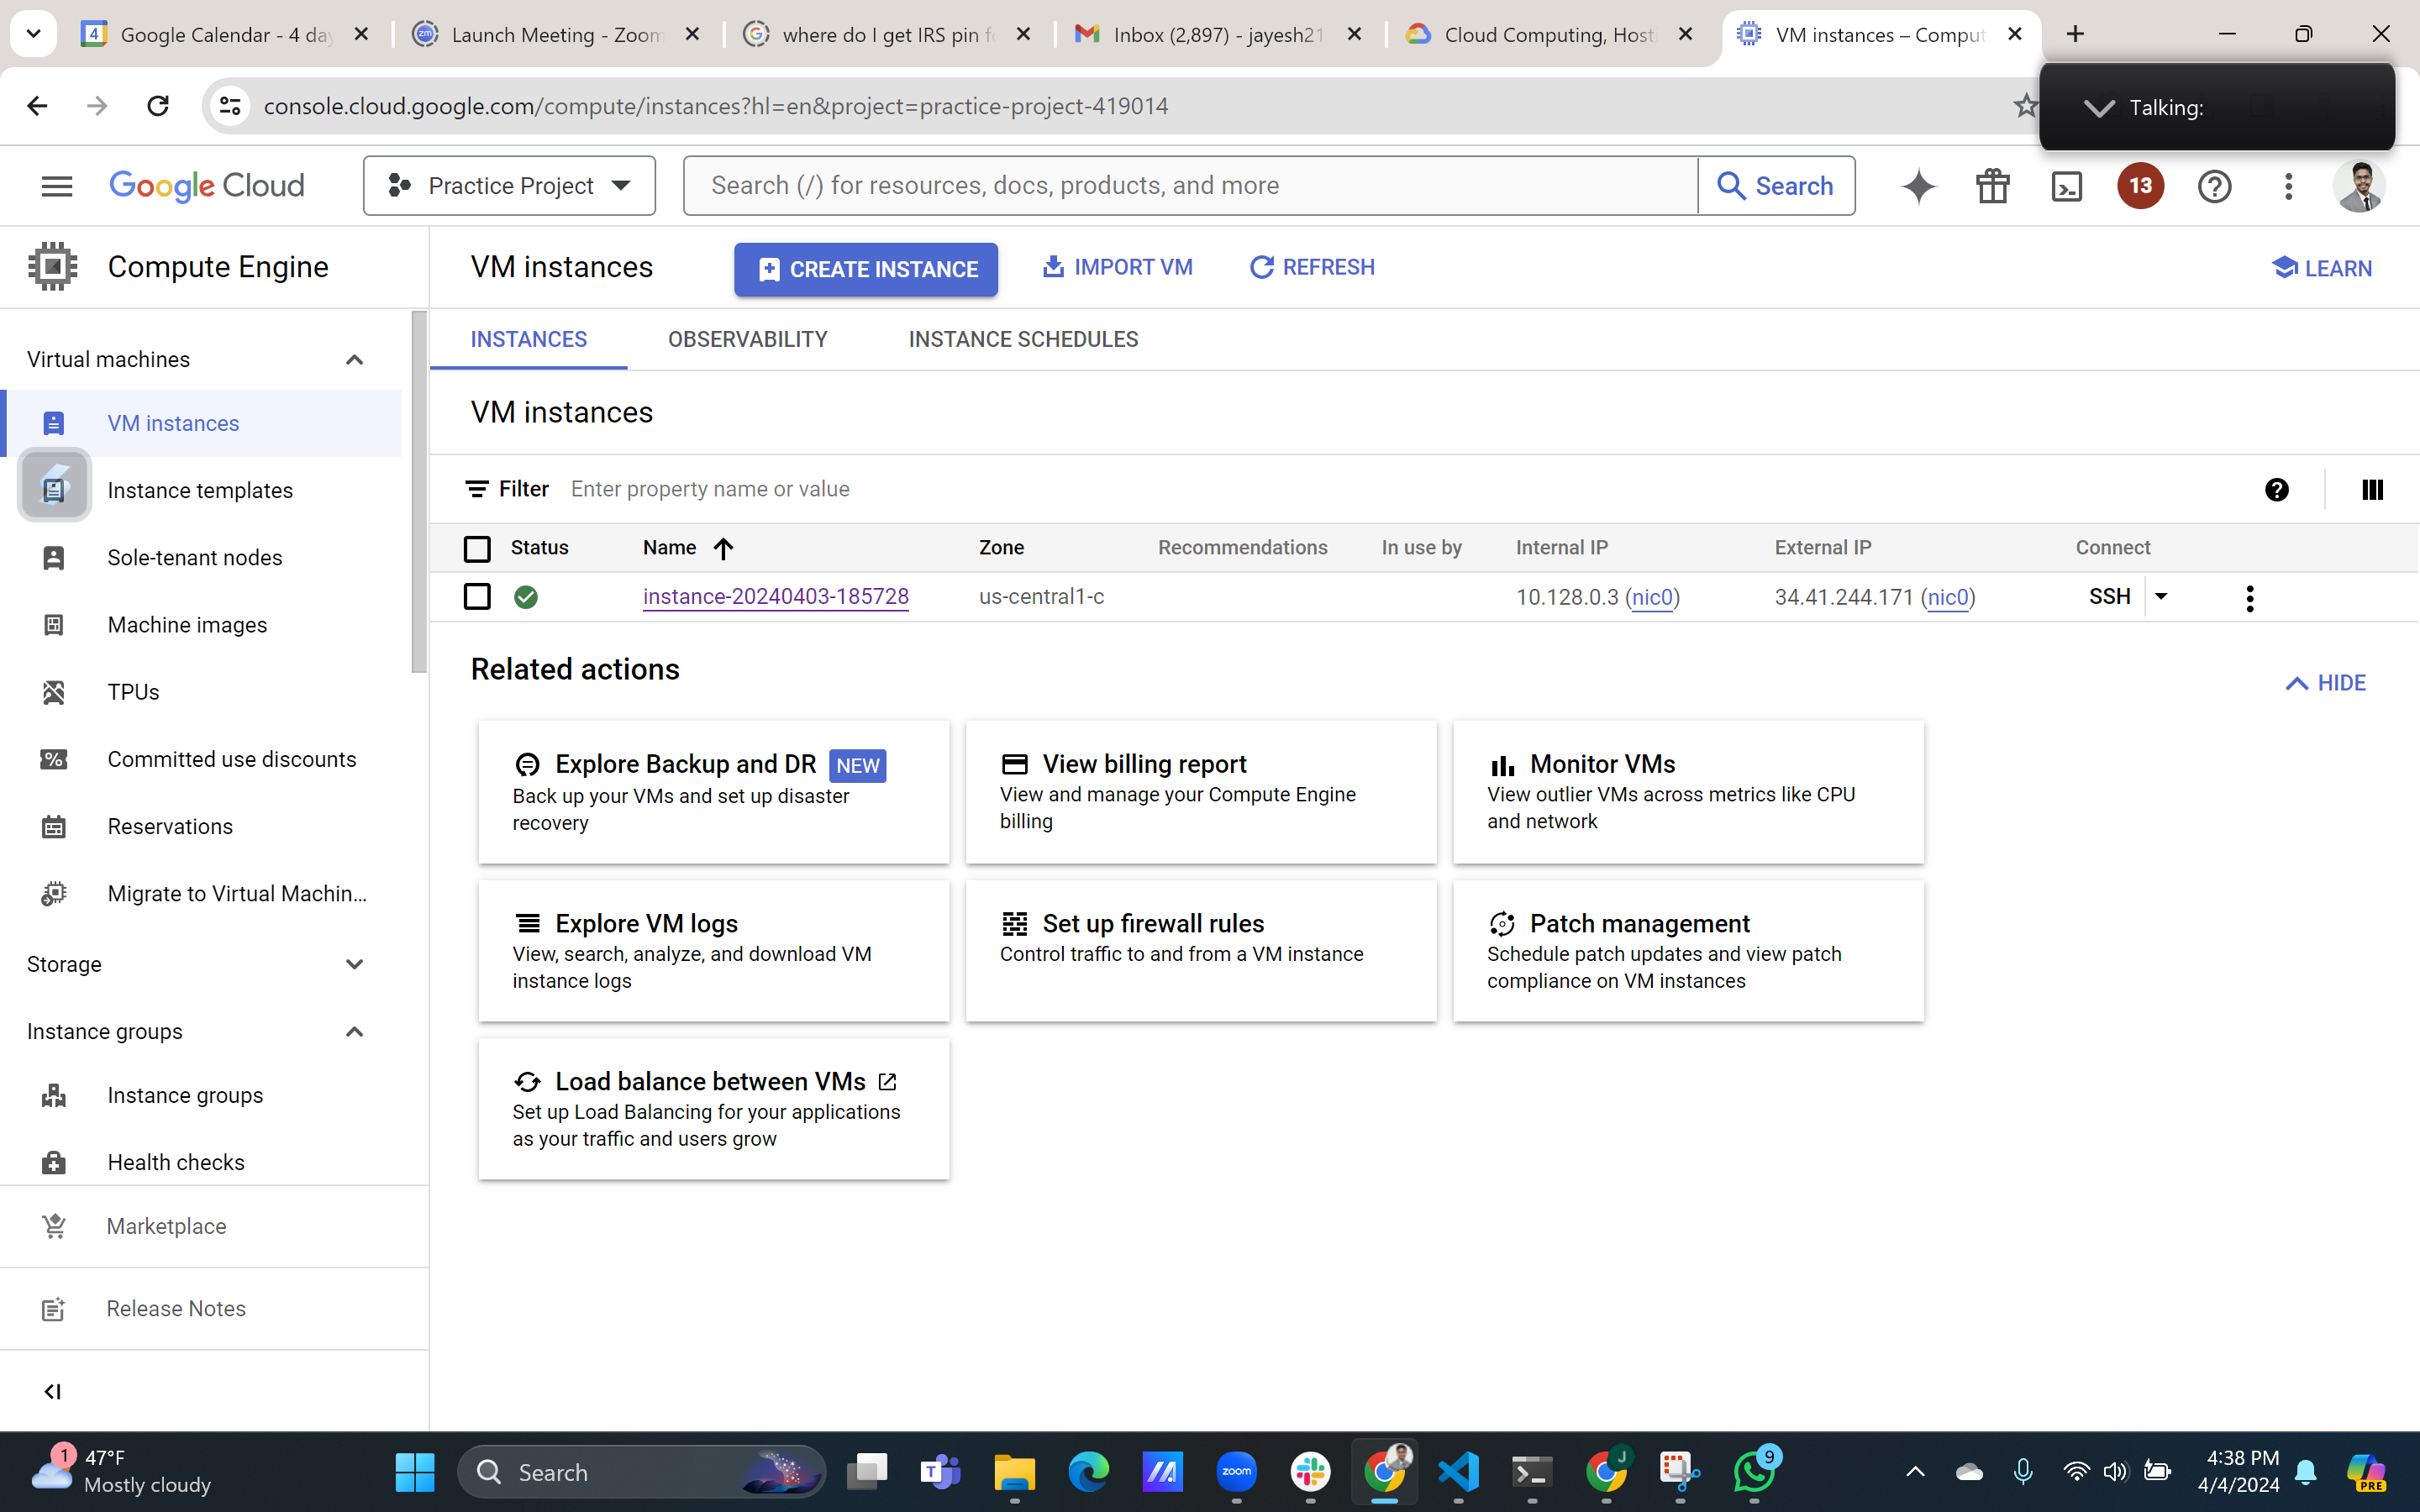 Google Calendar - 4 day
Launch Meeting - Zoom
where do I get IRS pin f
Inbox (2,897) - jayesh21
Cloud Computing, Host
VM instances – Comput
console.cloud.google.com/compute/instances?hl=en&project=practice-project-419014
Talking:
Google Cloud
Practice Project
Search (/) for resources, docs, products, and more
Search
13
Compute Engine
VM instances
CREATE INSTANCE
IMPORT VM
REFRESH
LEARN
INSTANCES
OBSERVABILITY
INSTANCE SCHEDULES
Virtual machines
VM instances
Instance templates
Sole-tenant nodes
Machine images
TPUs
Committed use discounts
Reservations
Migrate to Virtual Machin...
Storage
Instance groups
Instance groups
Health checks
Marketplace
Release Notes
VM instances
Filter Enter property name or value
Status Name Zone Recommendations In use by Internal IP External IP Connect
instance-20240403-185728 us-central1-c 10.128.0.3 (nic0) 34.41.244.171 (nic0) SSH
Related actions
HIDE
Explore Backup and DR NEW
Back up your VMs and set up disaster
recovery
View billing report
View and manage your Compute Engine
billing
Monitor VMs
View outlier VMs across metrics like CPU
and network
Explore VM logs
View, search, analyze, and download VM
instance logs
Set up firewall rules
Control traffic to and from a VM instance
Patch management
Schedule patch updates and view patch
compliance on VM instances
Load balance between VMs
Set up Load Balancing for your applications
as your traffic and users grow
1
47°F
Mostly cloudy
Search
zoom
J
9
4:38 PM
4/4/2024
PRE